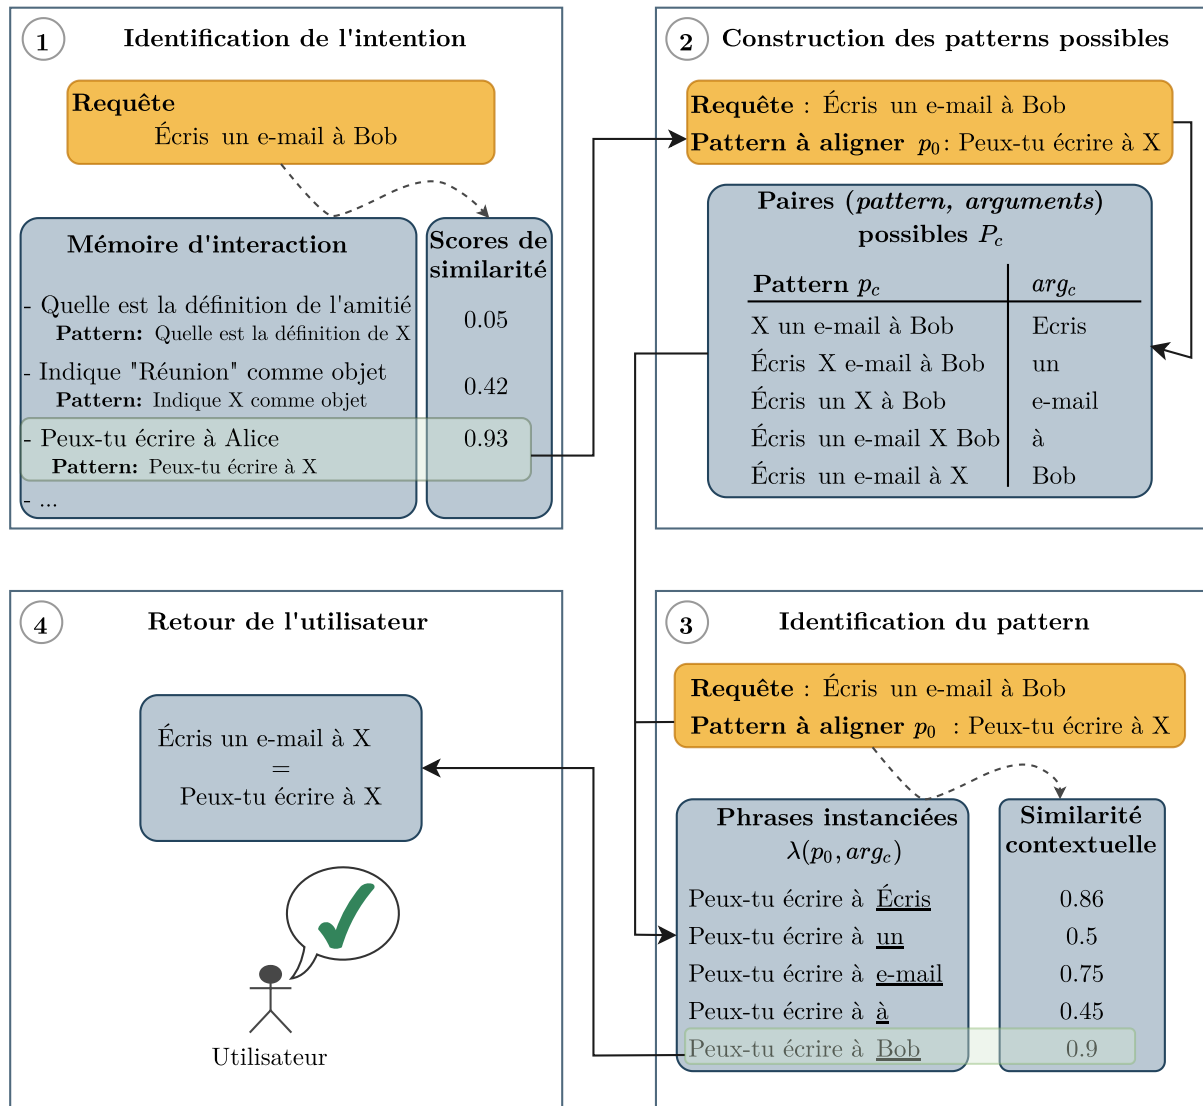 1 Identification de l'intention
Requête
Écris un e-mail à Bob
Mémoire d'interaction
Scores de
similarité
- Quelle est la définition de l'amitié
Pattern: Quelle est la définition de X
0.05
- Indique "Réunion" comme objet
Pattern: Indique X comme objet
0.42
- Peux-tu écrire à Alice
Pattern: Peux-tu écrire à X
0.93
- ...
2 Construction des patterns possibles
Requête : Écris un e-mail à Bob
Pattern à aligner p₀ : Peux-tu écrire à X
Paires (pattern, arguments)
possibles P_c
Pattern p_c arg_c
X un e-mail à Bob Ecris
Écris X e-mail à Bob un
Écris un X à Bob e-mail
Écris un e-mail X Bob à
Écris un e-mail à X Bob
3 Identification du pattern
Requête : Écris un e-mail à Bob
Pattern à aligner p₀ : Peux-tu écrire à X
Phrases instanciées
λ(p₀, arg_c)
Similarité
contextuelle
Peux-tu écrire à Écris 0.86
Peux-tu écrire à un 0.5
Peux-tu écrire à e-mail 0.75
Peux-tu écrire à à 0.45
Peux-tu écrire à Bob 0.9
4 Retour de l'utilisateur
Écris un e-mail à X
=
Peux-tu écrire à X
Utilisateur